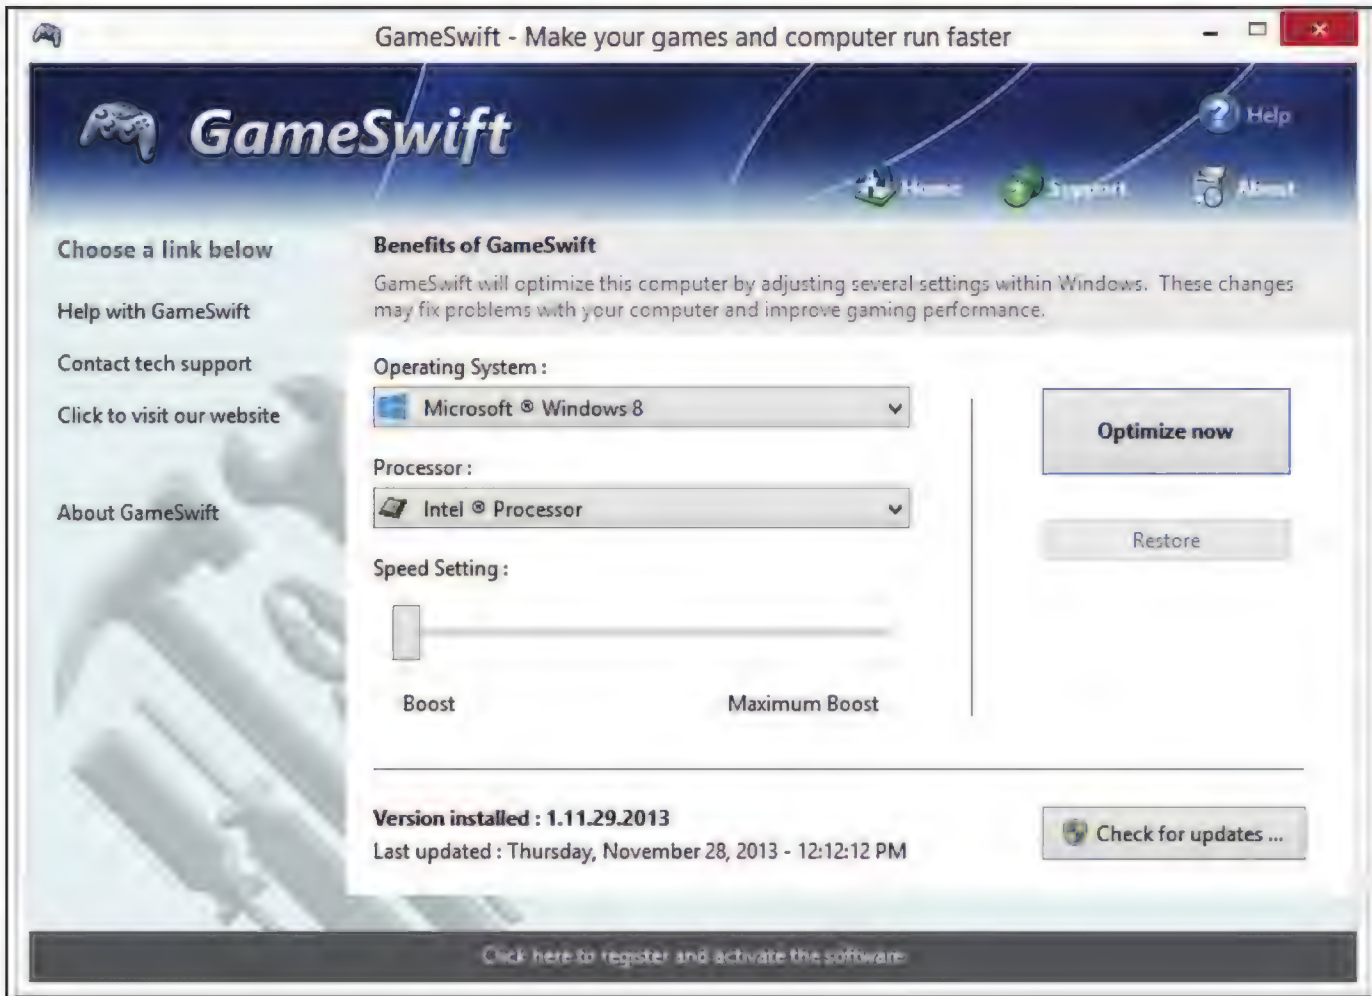 GameSwift - Make your games and computer run faster
GameSwift
Help
Home
Support
About
Choose a link below
Help with GameSwift
Contact tech support
Click to visit our website
About GameSwift
Benefits of GameSwift
GameSwift will optimize this computer by adjusting several settings within Windows. These changes
may fix problems with your computer and improve gaming performance.
Operating System :
Microsoft ® Windows 8
Processor :
Intel ® Processor
Speed Setting :
Boost
Maximum Boost
Optimize now
Restore
Version installed : 1.11.29.2013
Last updated : Thursday, November 28, 2013 - 12:12:12 PM
Check for updates ...
Click here to register and activate the software